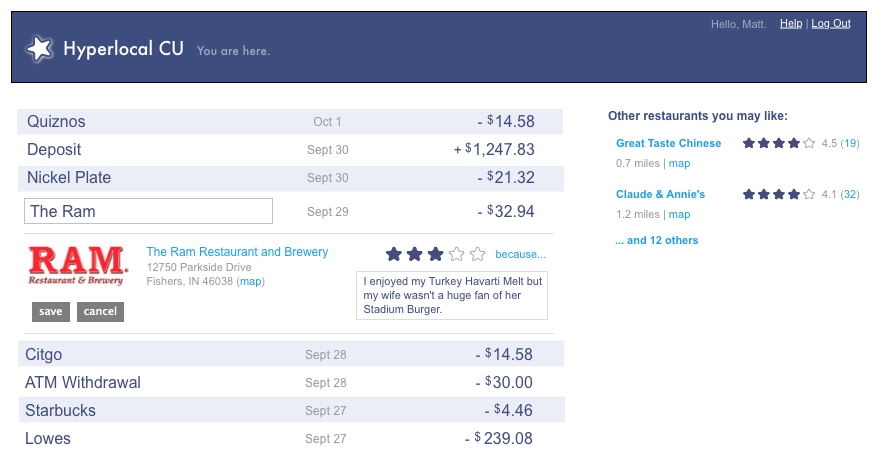 Hello, Matt. Help | Log Out
Hyperlocal CU You are here.
Quiznos Oct 1 - $14.58
Deposit Sept 30 + $1,247.83
Nickel Plate Sept 30 - $21.32
The Ram Sept 29 - $32.94
RAM.
Restaurant & Brewery
The Ram Restaurant and Brewery
12750 Parkside Drive
Fishers, IN 46038 (map)
because...
I enjoyed my Turkey Havarti Melt but
my wife wasn't a huge fan of her
Stadium Burger.
save cancel
Citgo Sept 28 - $14.58
ATM Withdrawal Sept 28 - $30.00
Starbucks Sept 27 - $4.46
Lowes Sept 27 - $ 239.08
Other restaurants you may like:
Great Taste Chinese 4.5 (19)
0.7 miles | map
Claude & Annie's 4.1 (32)
1.2 miles | map
... and 12 others